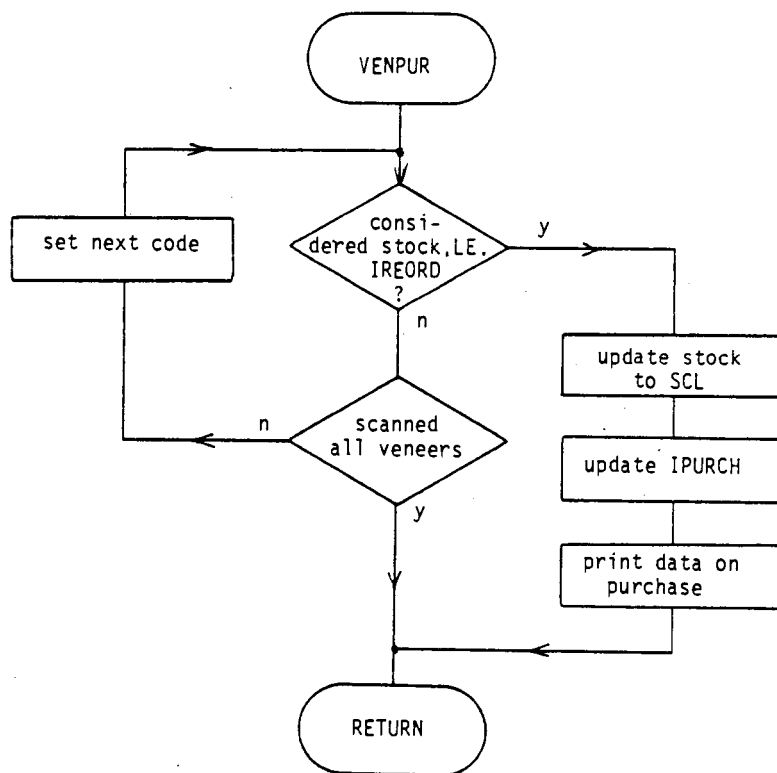 VENPUR
consi-
dered stock.LE.
IREORD
?
y
n
set next code
update stock
to SCL
scanned
all veneers
n
y
update IPURCH
print data on
purchase
RETURN